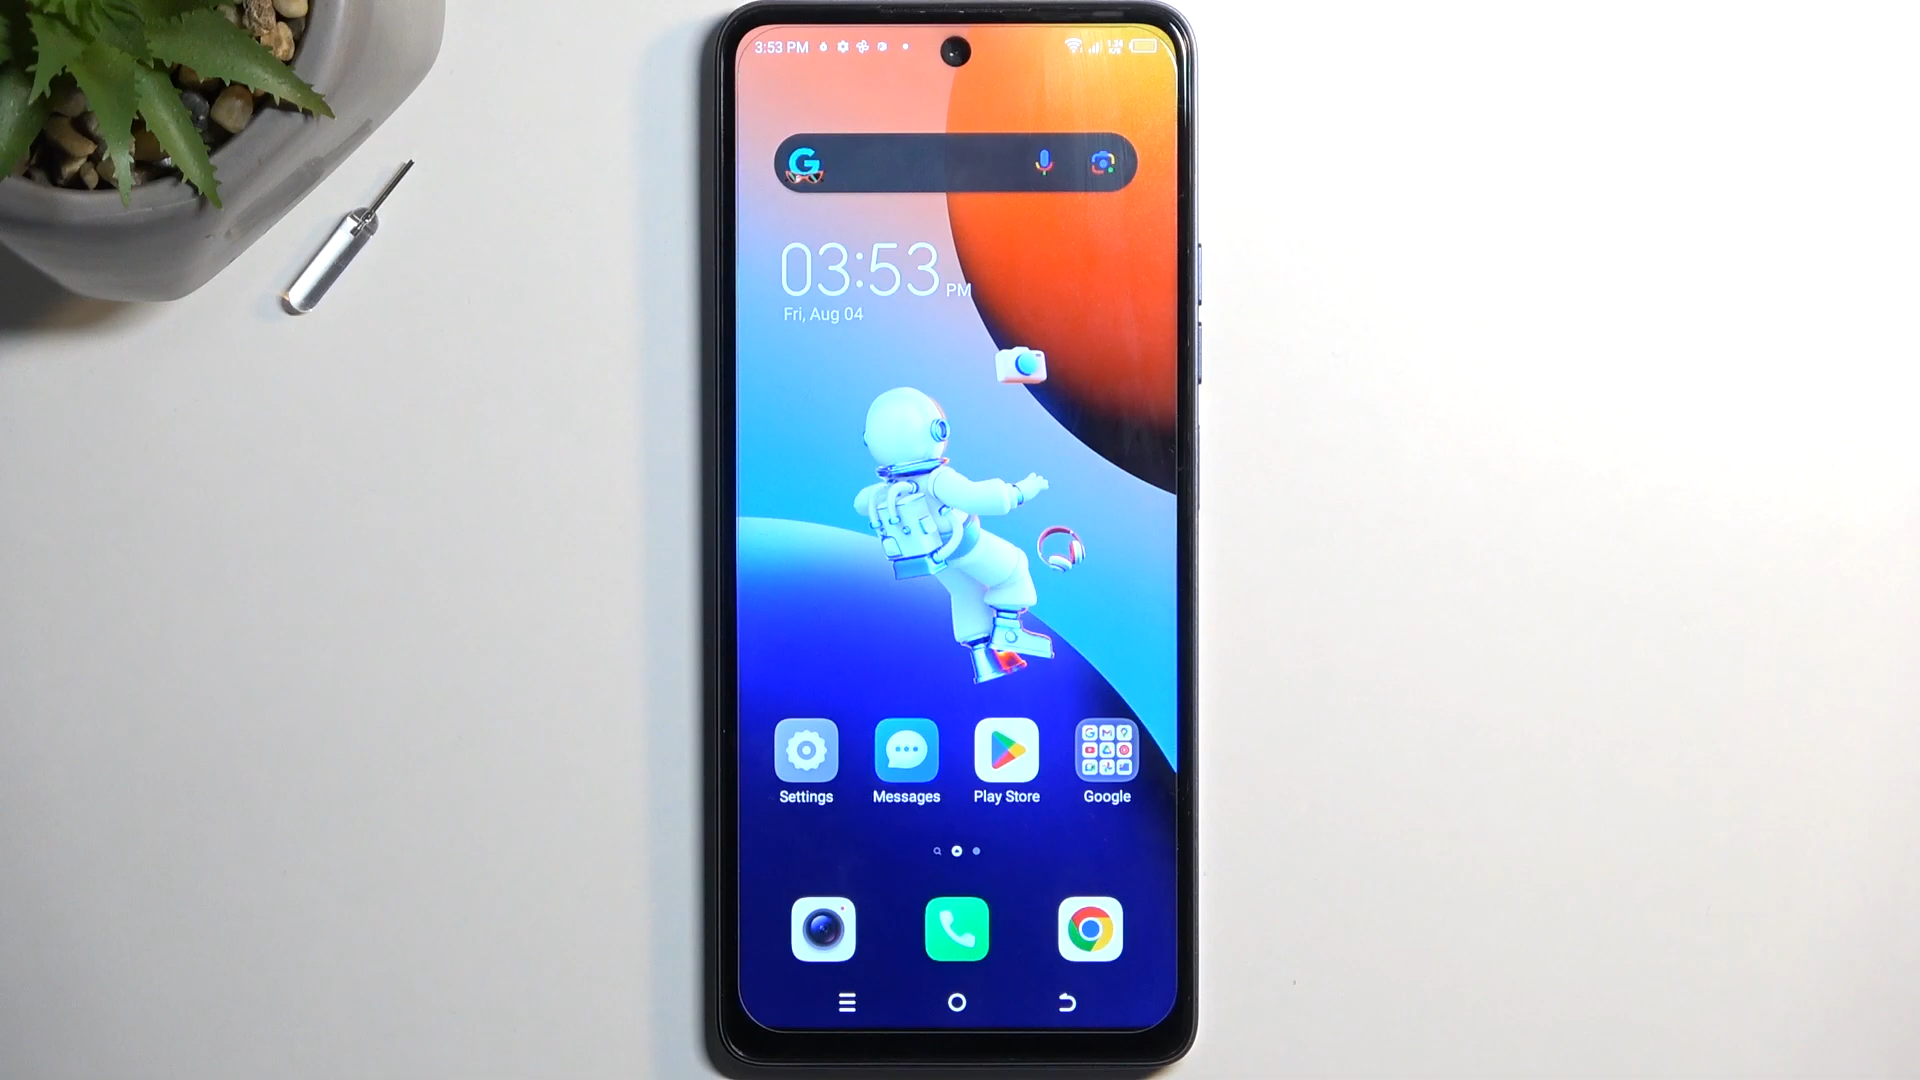 3:53 PM
G
03:53 PM
Fri, Aug 04
Settings
Messages
Play Store
Google